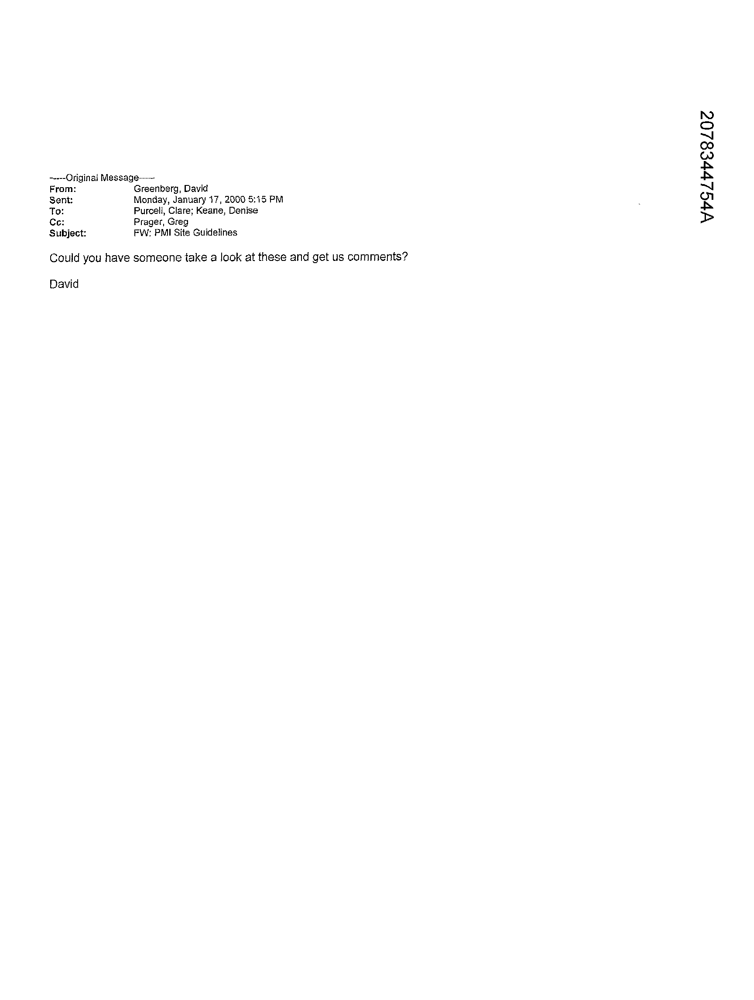 -----Original Message-----
From: Greenberg, David
Sent: Monday, January 17, 2000 5:15 PM
To: Purcell, Clare; Keane, Denise
Cc: Prager, Greg
Subject: FW: PMI Site Guidelines
Could you have someone take a look at these and get us comments?
David
2078344754A